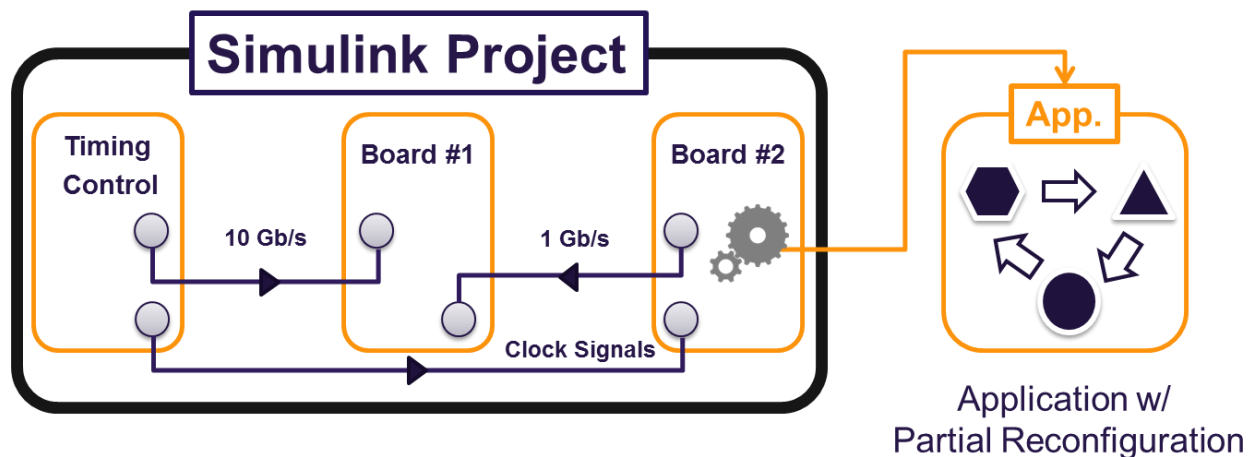 Simulink Project
Timing
Control
Board #1
Board #2
10 Gb/s
1 Gb/s
Clock Signals
App.
Application w/
Partial Reconfiguration